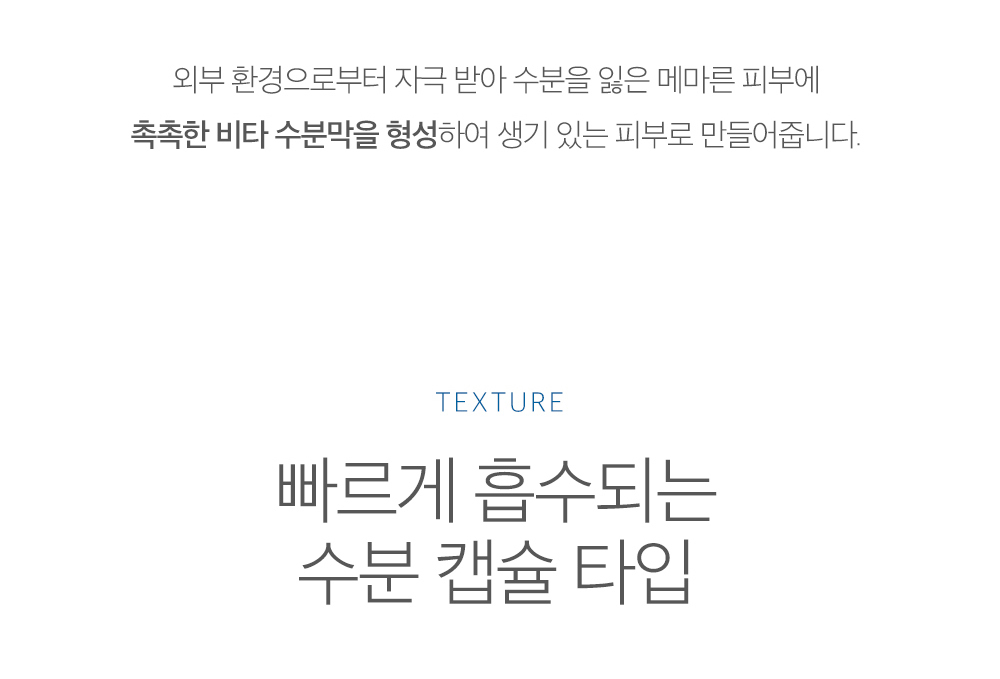 외부 환경으로부터 자극 받아 수분을 잃은 메마른 피부에
촉촉한 비타 수분막을 형성하여 생기 있는 피부로 만들어줍니다.
TEXTURE
빠르게 흡수되는
수분 캡슐 타입